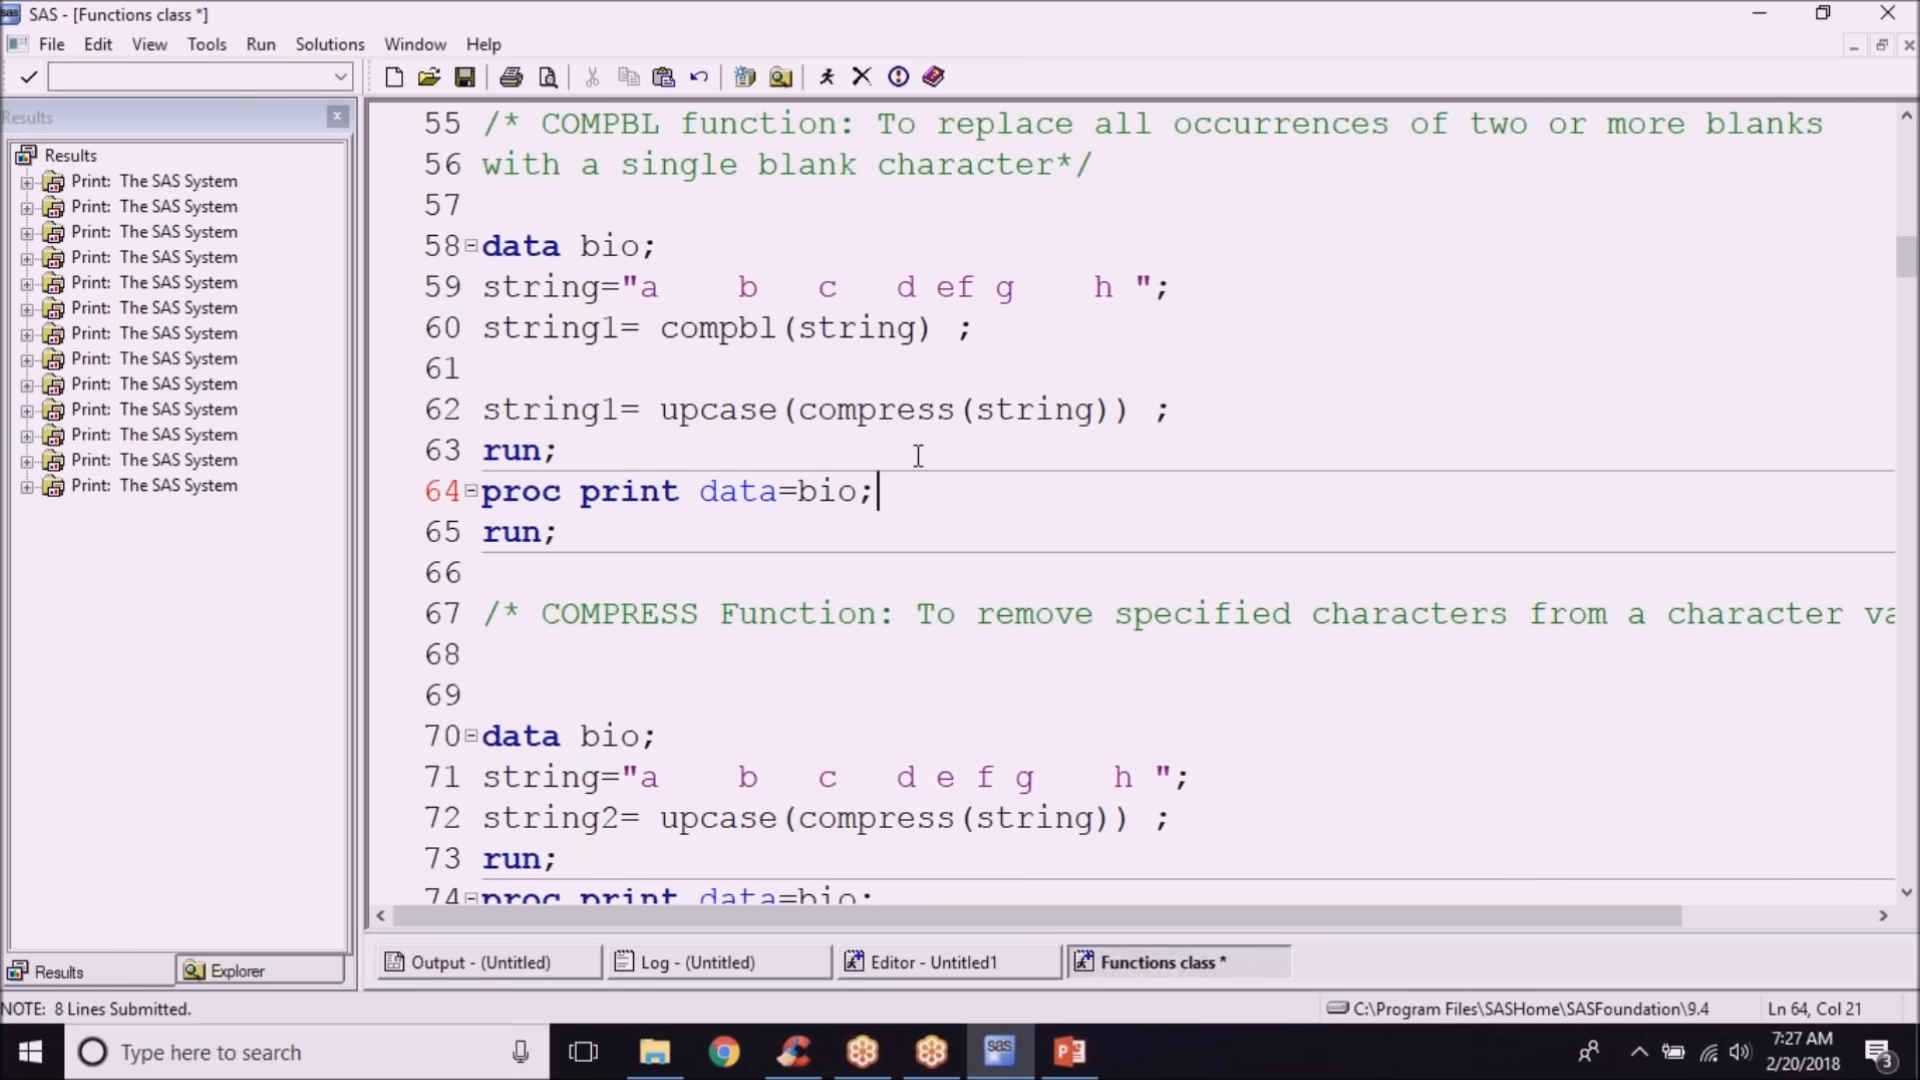 sas SAS - [Functions class *]
File Edit View Tools Run Solutions Window Help
Results
Results
Print: The SAS System
Print: The SAS System
Print: The SAS System
Print: The SAS System
Print: The SAS System
Print: The SAS System
Print: The SAS System
Print: The SAS System
Print: The SAS System
Print: The SAS System
Print: The SAS System
Print: The SAS System
Print: The SAS System
55 /* COMPBL function: To replace all occurrences of two or more blanks
56 with a single blank character*/
57
58 data bio;
59 string="a    b   c   d ef g    h ";
60 string1= compbl(string) ;
61
62 string1= upcase(compress(string)) ;
63 run;
64 proc print data=bio;
65 run;
66
67 /* COMPRESS Function: To remove specified characters from a character va
68
69
70 data bio;
71 string="a    b   c   d e f g    h ";
72 string2= upcase(compress(string)) ;
73 run;
74 proc print data=bio;
Results Explorer
Output - (Untitled) Log - (Untitled) Editor - Untitled1 Functions class *
NOTE: 8 Lines Submitted. C:\Program Files\SASHome\SASFoundation\9.4 Ln 64, Col 21
Type here to search
sas
7:27 AM
2/20/2018
3